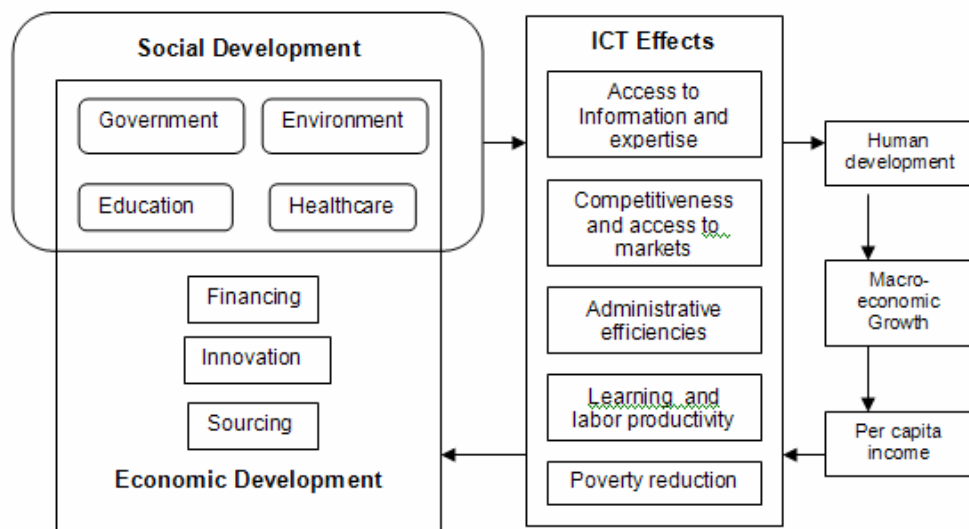 Social Development
Government
Environment
Education
Healthcare
Financing
Innovation
Sourcing
Economic Development
ICT Effects
Access to
Information and
expertise
Competitiveness
and access to
markets
Administrative
efficiencies
Learning and
labor productivity
Poverty reduction
Human
development
Macro-
economic
Growth
Per capita
income